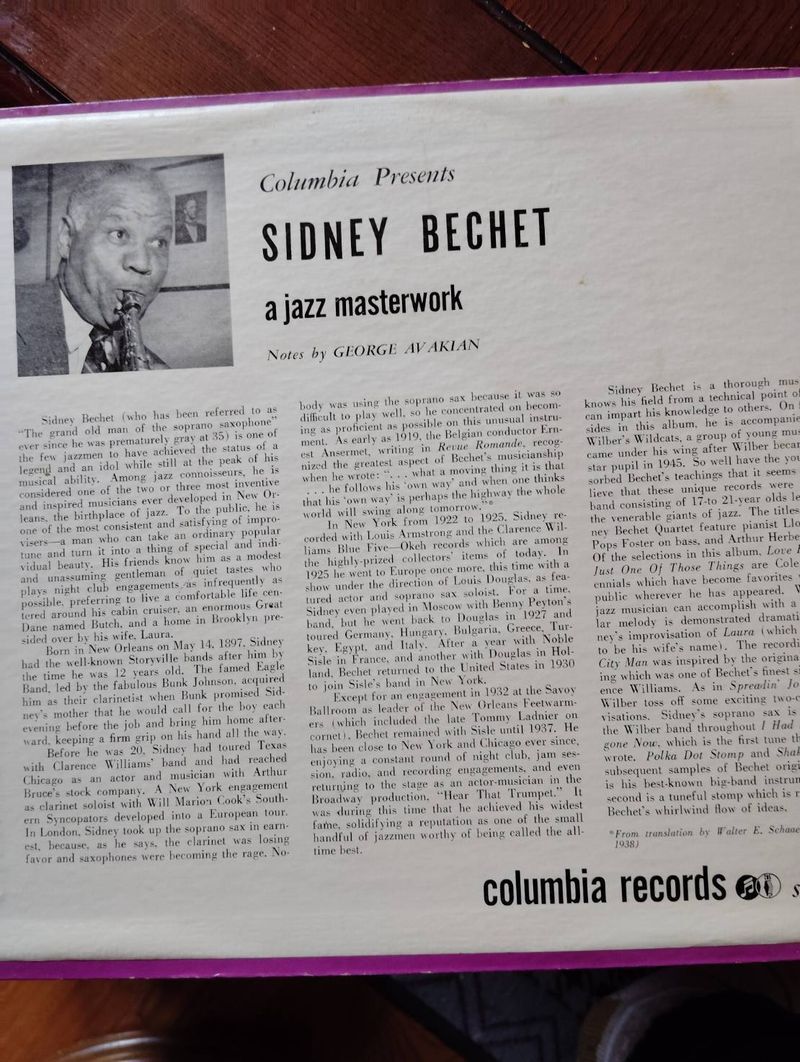 Columbia Presents
SIDNEY BECHET
a jazz masterwork
Notes by GEORGE AVAKIAN
Sidney Bechet (who has been referred to as
"The grand old man of the soprano saxophone"
ever since he was prematurely gray at 35) is one of
the few jazzmen to have achieved the status of a
legend and an idol while still at the peak of his
musical ability. Among jazz connoisseurs, he is
considered one of the two or three most inventive
and inspired musicians ever developed in New Or-
leans, the birthplace of jazz. To the public, he is
one of the most consistent and satisfying of impro-
visers—a man who can take an ordinary popular
tune and turn it into a thing of special and indi-
vidual beauty. His friends know him as a modest
and unassuming gentleman of quiet tastes who
plays night club engagements as infrequently as
possible, preferring to live a comfortable life cen-
tered around his cabin cruiser, an enormous Great
Dane named Butch, and a home in Brooklyn pre-
sided over by his wife, Laura.
Born in New Orleans on May 14, 1897, Sidney
had the well-known Storyville bands after him by
the time he was 12 years old. The famed Eagle
Band, led by the fabulous Bunk Johnson, acquired
him as their clarinetist when Bunk promised Sid-
ney's mother that he would call for the boy each
evening before the job and bring him home after-
ward, keeping a firm grip on his hand all the way.
Before he was 20, Sidney had toured Texas
with Clarence Williams' band and had reached
Chicago as an actor and musician with Arthur
Bruce's stock company. A New York engagement
as clarinet soloist with Will Marion Cook's South-
ern Syncopators developed into a European tour.
In London, Sidney took up the soprano sax in earn-
est, because, as he says, the clarinet was losing
favor and saxophones were becoming the rage. No-
body was using the soprano sax because it was so
difficult to play well, so he concentrated on becom-
ing as proficient as possible on this unusual instru-
ment. As early as 1919, the Belgian conductor Ern-
est Ansermet, writing in Revue Romande, recog-
nized the greatest aspect of Bechet's musicianship
when he wrote: ". . . what a moving thing it is that
. . . he follows his 'own way' and when one thinks
that his 'own way' is perhaps the highway the whole
world will swing along tomorrow."*
In New York from 1922 to 1925, Sidney re-
corded with Louis Armstrong and the Clarence Wil-
liams Blue Five—Okeh records which are among
the highly-prized collectors' items of today. In
1925 he went to Europe once more, this time with a
show under the direction of Louis Douglas, as fea-
tured actor and soprano sax soloist. For a time,
Sidney even played in Moscow with Benny Peyton's
band, but he went back to Douglas in 1927 and
toured Germany, Hungary, Bulgaria, Greece, Tur-
key, Egypt, and Italy. After a year with Noble
Sisle in France, and another with Douglas in Hol-
land, Bechet returned to the United States in 1930
to join Sisle's band in New York.
Except for an engagement in 1932 at the Savoy
Ballroom as leader of the New Orleans Feetwarm-
ers (which included the late Tommy Ladnier on
cornet), Bechet remained with Sisle until 1937. He
has been close to New York and Chicago ever since,
enjoying a constant round of night club, jam ses-
sion, radio, and recording engagements, and even
returning to the stage as an actor-musician in the
Broadway production, "Hear That Trumpet." It
was during this time that he achieved his widest
fame, solidifying a reputation as one of the small
handful of jazzmen worthy of being called the all-
time best.
Sidney Bechet is a thorough mus
knows his field from a technical point o
can impart his knowledge to others. On
sides in this album, he is accompanie
Wilber's Wildcats, a group of young mu
came under his wing after Wilber becar
star pupil in 1945. So well have the you
sorbed Bechet's teachings that it seems
lieve that these unique records were
band consisting of 17-to 21-year olds le
the venerable giants of jazz. The titles
ney Bechet Quartet feature pianist Llo
Pops Foster on bass, and Arthur Herbe
Of the selections in this album, Love
Just One Of Those Things are Cole
ennials which have become favorites
public wherever he has appeared.
jazz musician can accomplish with a
lar melody is demonstrated dramati
ney's improvisation of Laura (which
to be his wife's name). The recordi
City Man was inspired by the origina
ing which was one of Bechet's finest si
ence Williams. As in Spreadin' Jo
Wilber toss off some exciting two-c
visations. Sidney's soprano sax is
the Wilber band throughout I Had
gone Now, which is the first tune th
wrote. Polka Dot Stomp and Shak
subsequent samples of Bechet origi
is his best-known big-band instrum
second is a tuneful stomp which is r
Bechet's whirlwind flow of ideas.
*From translation by Walter E. Schaae
1938)
columbia records